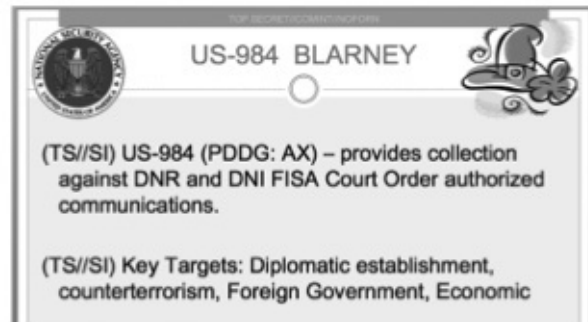 TOP SECRET//COMINT//NOFORN
US-984 BLARNEY
(TS//SI) US-984 (PDDG: AX) – provides collection
against DNR and DNI FISA Court Order authorized
communications.
(TS//SI) Key Targets: Diplomatic establishment,
counterterrorism, Foreign Government, Economic